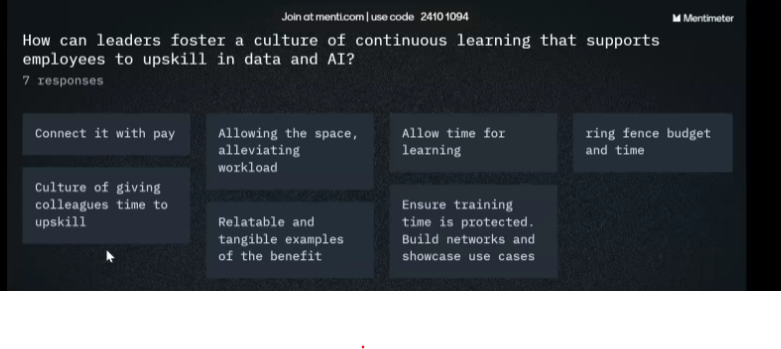 Join at menti.com | use code 2410 1094
Mentimeter
How can leaders foster a culture of continuous learning that supports
employees to upskill in data and AI?
7 responses
Connect it with pay
Culture of giving
colleagues time to
upskill
Allowing the space,
alleviating
workload
Relatable and
tangible examples
of the benefit
Allow time for
learning
Ensure training
time is protected.
Build networks and
showcase use cases
ring fence budget
and time